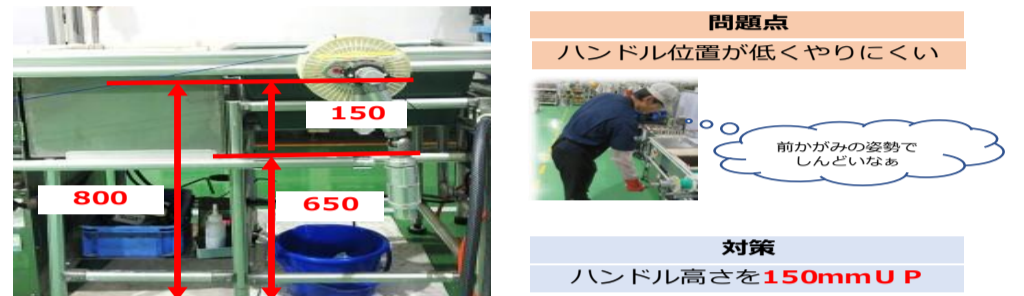 150
800
650
問題点
ハンドル位置が低くやりにくい
前かがみの姿勢で
しんどいなぁ
対策
ハンドル高さを150mmUP